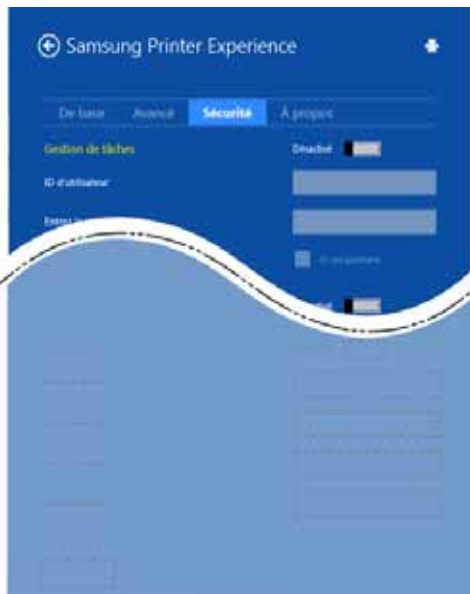 Samsung Printer Experience
De base Avancé Sécurité À propos
Gestion de tâches Désactivé
ID d'utilisateur